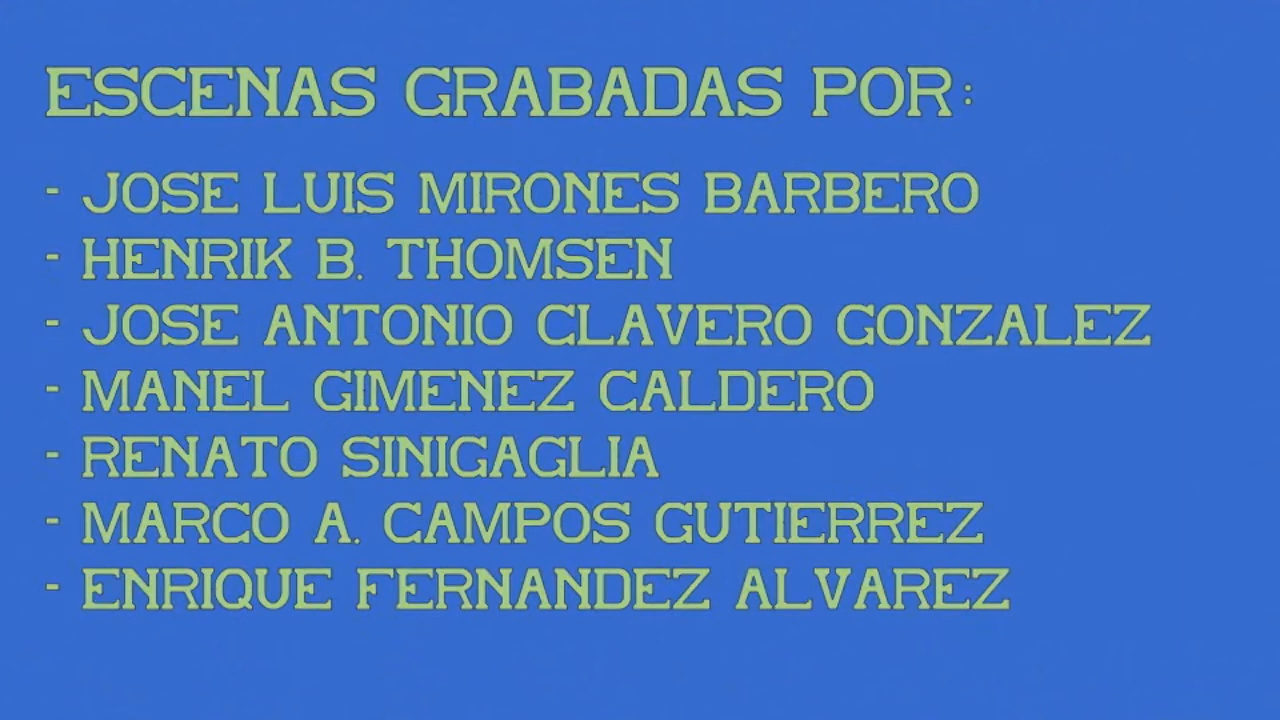 ESCENAS GRABADAS POR:
- JOSE LUIS MIRONES BARBERO
- HENRIK B. THOMSEN
- JOSE ANTONIO CLAVERO GONZALEZ
- MANEL GIMENEZ CALDERO
- RENATO SINIGAGLIA
- MARCO A. CAMPOS GUTIERREZ
- ENRIQUE FERNANDEZ ALVAREZ